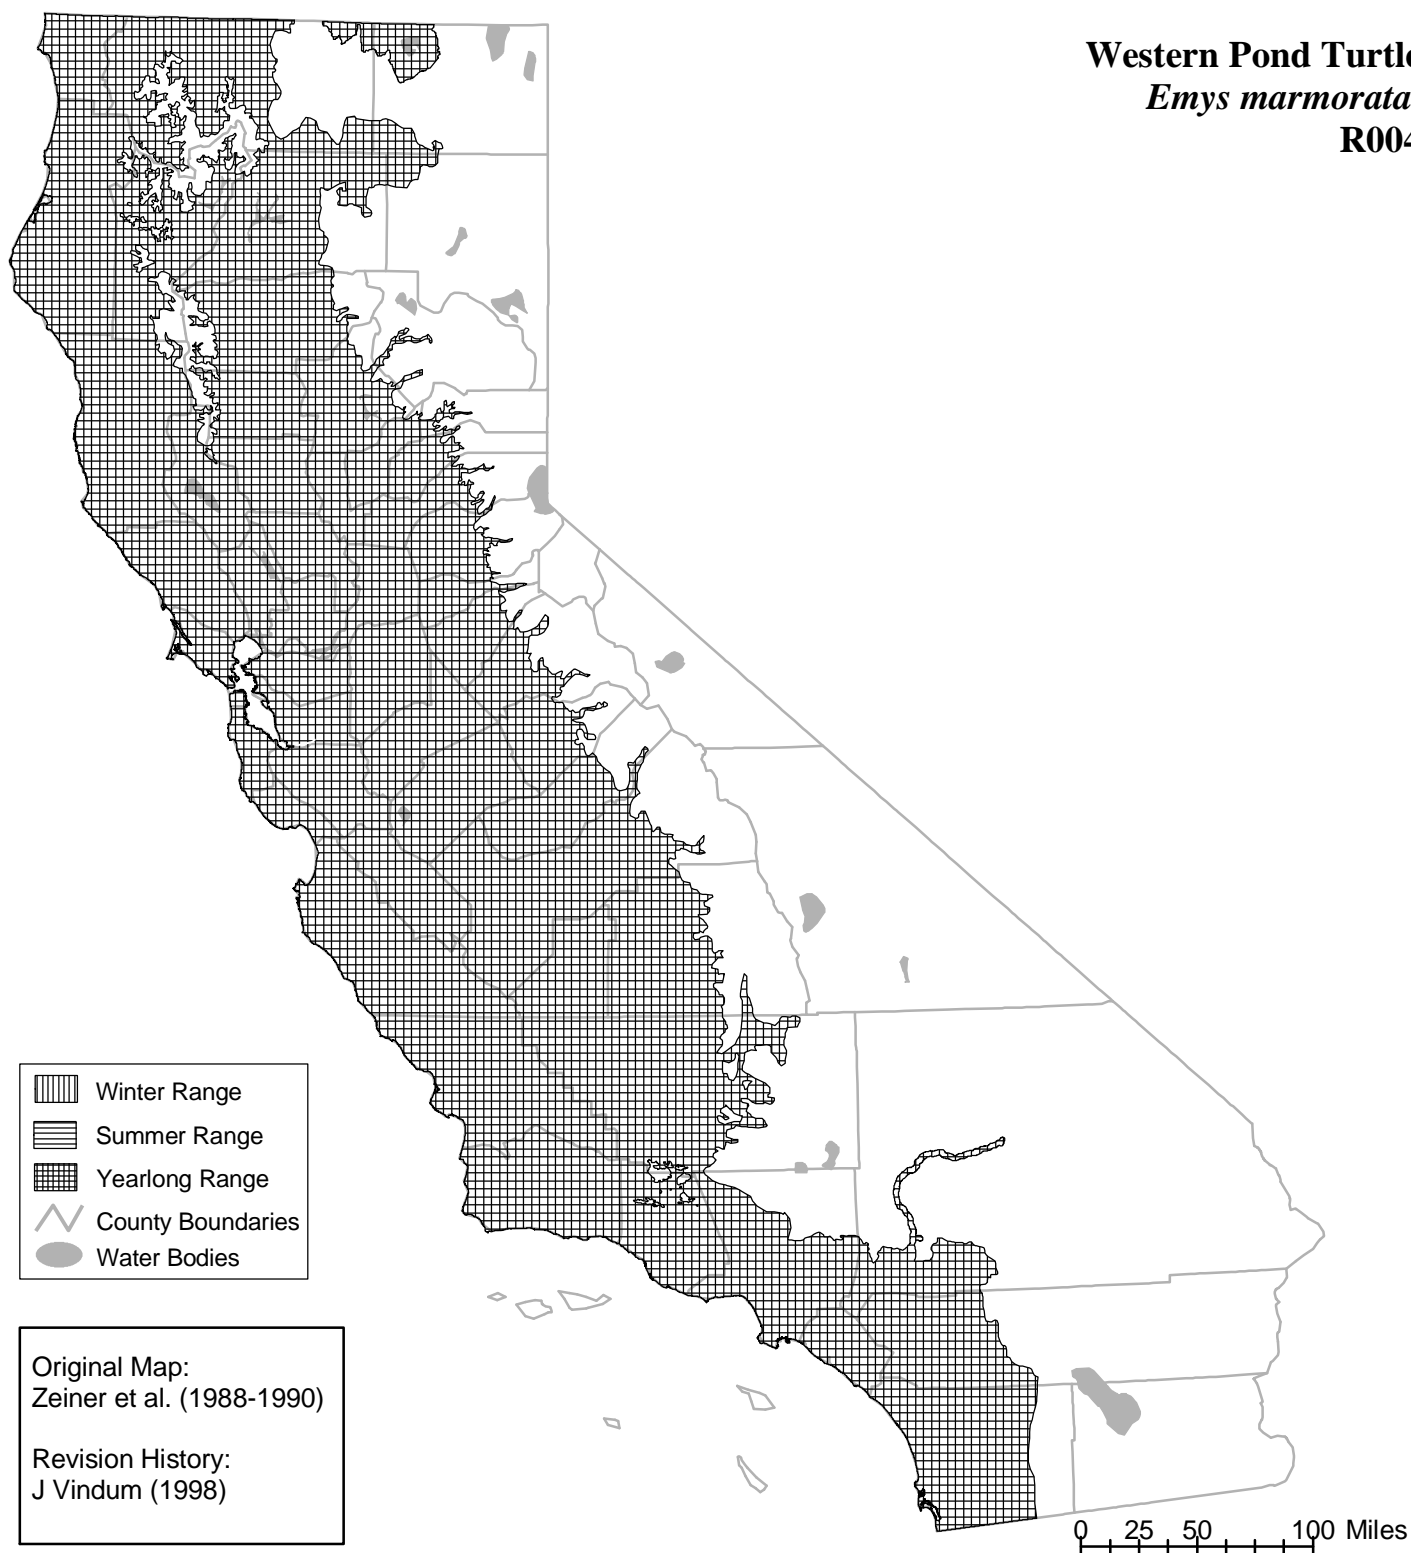 Western Pond Turtle
Emys marmorata
R004
Winter Range
Summer Range
Yearlong Range
County Boundaries
Water Bodies
Original Map:
Zeiner et al. (1988-1990)
Revision History:
J Vindum (1998)
0 25 50 100 Miles